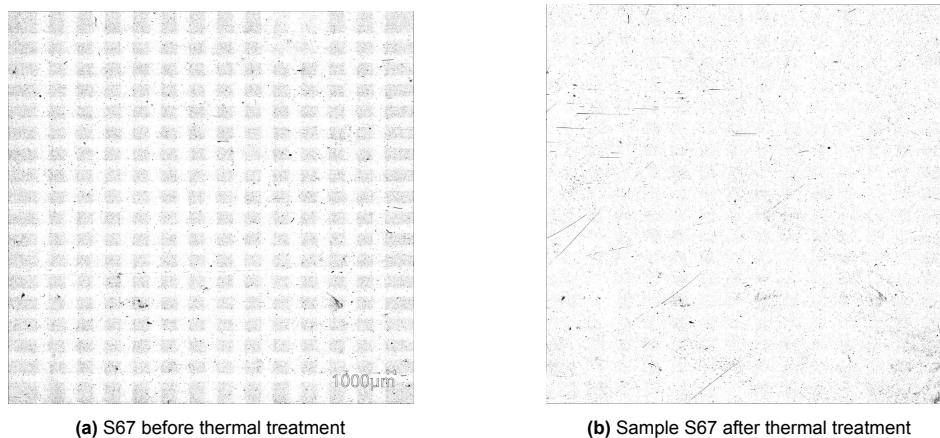 1000μm
(a) S67 before thermal treatment
(b) Sample S67 after thermal treatment